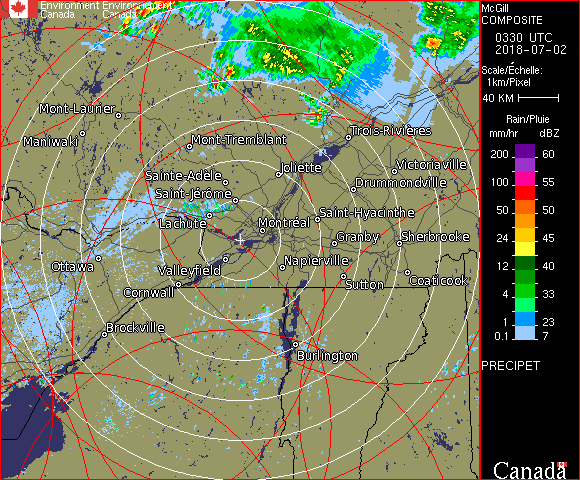 Environment Environnement
Canada Canada
McGill
COMPOSITE
0330 UTC
2018-07-02
Scale/Échelle:
1km/Pixel
40 KM
Rain/Pluie
mm/hr dBZ
200 60
100 55
50 50
24 45
12 40
4 33
1 23
0.1 7
PRECIPET
Canada
Mont-Laurier
Maniwaki
Mont-Tremblant
Trois-Rivières
Joliette
Victoriaville
Sainte-Adèle
Drummondville
Saint-Jérôme
Saint-Hyacinthe
Lachute
Montréal
Granby
Sherbrooke
Ottawa
Valleyfield
Napierville
Sutton
Coaticook
Cornwall
Brockville
Burlington